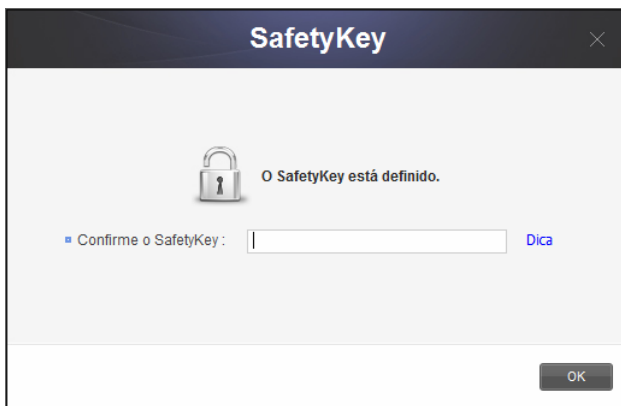 SafetyKey
O SafetyKey está definido.
Confirme o SafetyKey : Dica
OK